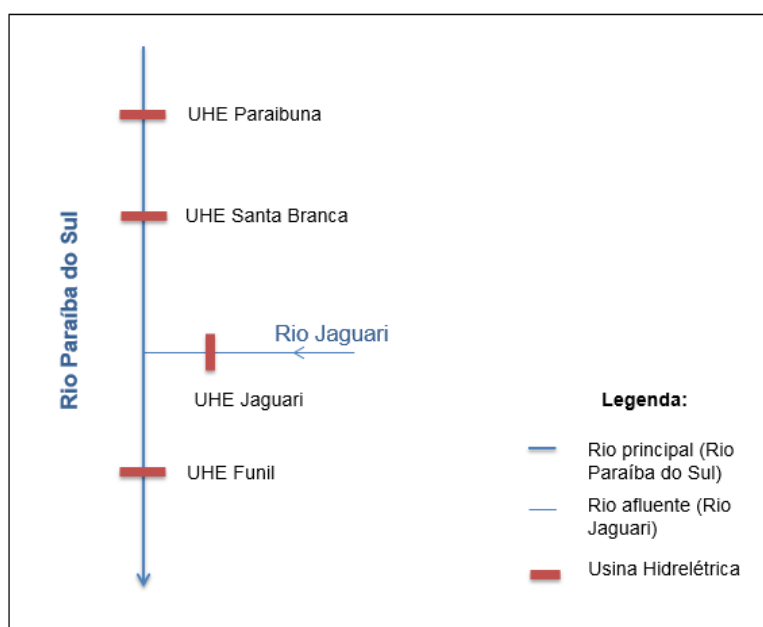 UHE Paraibuna
UHE Santa Branca
Rio Paraíba do Sul
Rio Jaguari
UHE Jaguari
UHE Funil
Legenda:
Rio principal (Rio
Paraíba do Sul)
Rio afluente (Rio
Jaguari)
Usina Hidrelétrica